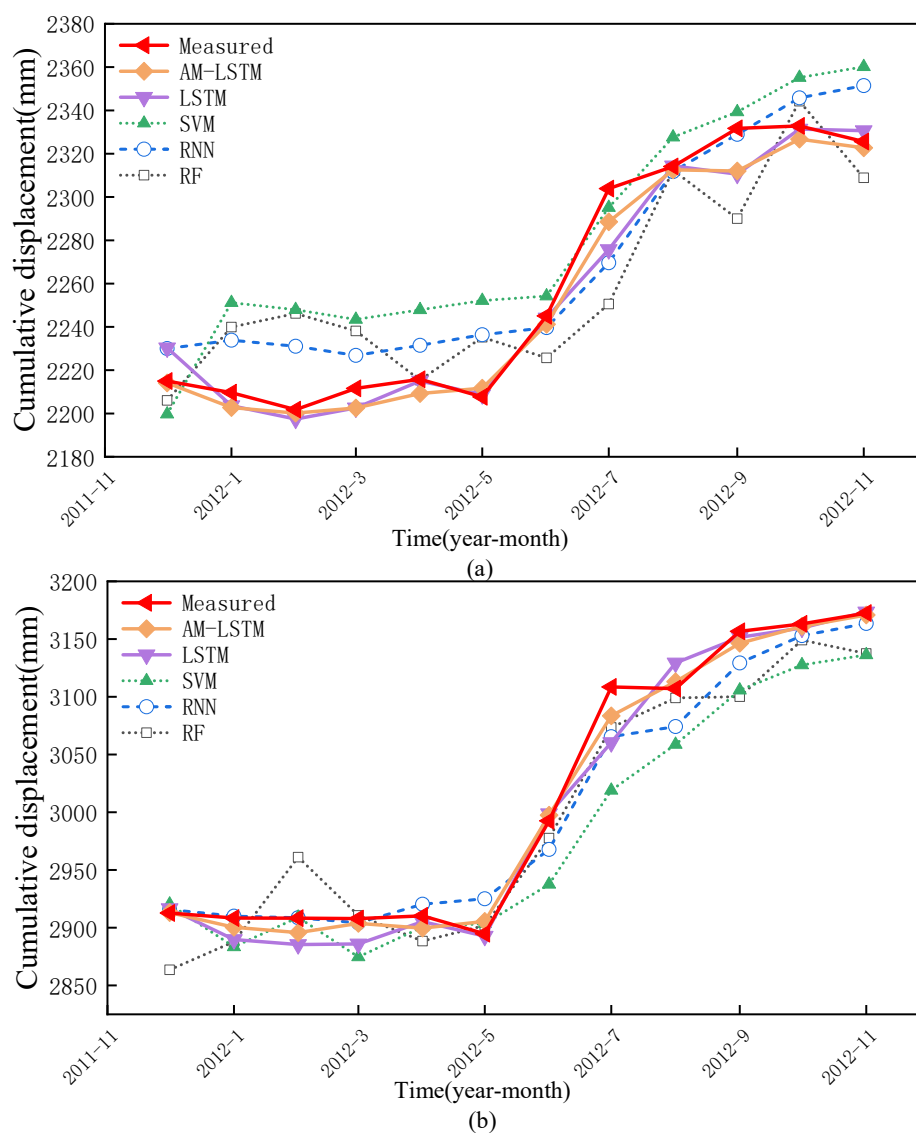 2380
2360
2340
2320
2300
2280
2260
2240
2220
2200
2180
Cumulative displacement(mm)
Measured
AM-LSTM
LSTM
SVM
RNN
RF
2011-11
2012-1
2012-3
2012-5
2012-7
2012-9
2012-11
Time(year-month)
(a)
3200
3150
3100
3050
3000
2950
2900
2850
Cumulative displacement(mm)
Measured
AM-LSTM
LSTM
SVM
RNN
RF
2011-11
2012-1
2012-3
2012-5
2012-7
2012-9
2012-11
Time(year-month)
(b)